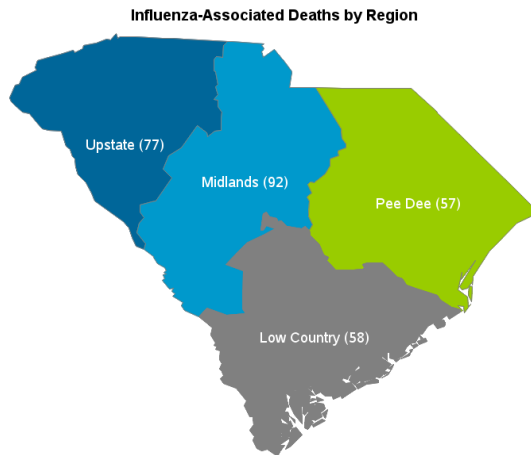 Influenza-Associated Deaths by Region
Upstate (77)
Midlands (92)
Pee Dee (57)
Low Country (58)